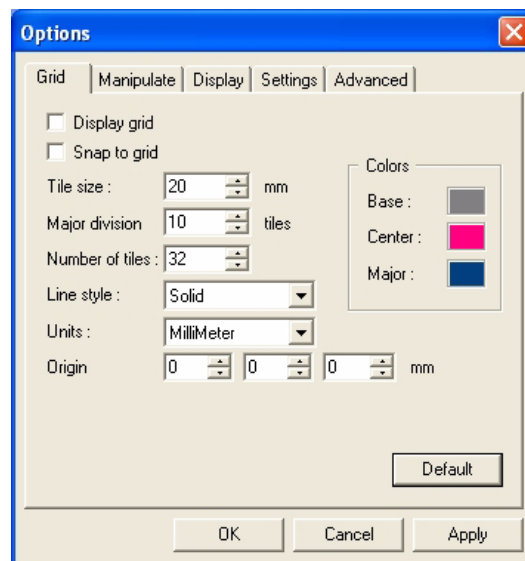 Options
Grid Manipulate Display Settings Advanced
Display grid
Snap to grid
Tile size : 20 mm
Major division 10 tiles
Number of tiles : 32
Line style : Solid
Units : MilliMeter
Origin 0 0 0 mm
Colors
Base :
Center :
Major :
Default
OK Cancel Apply